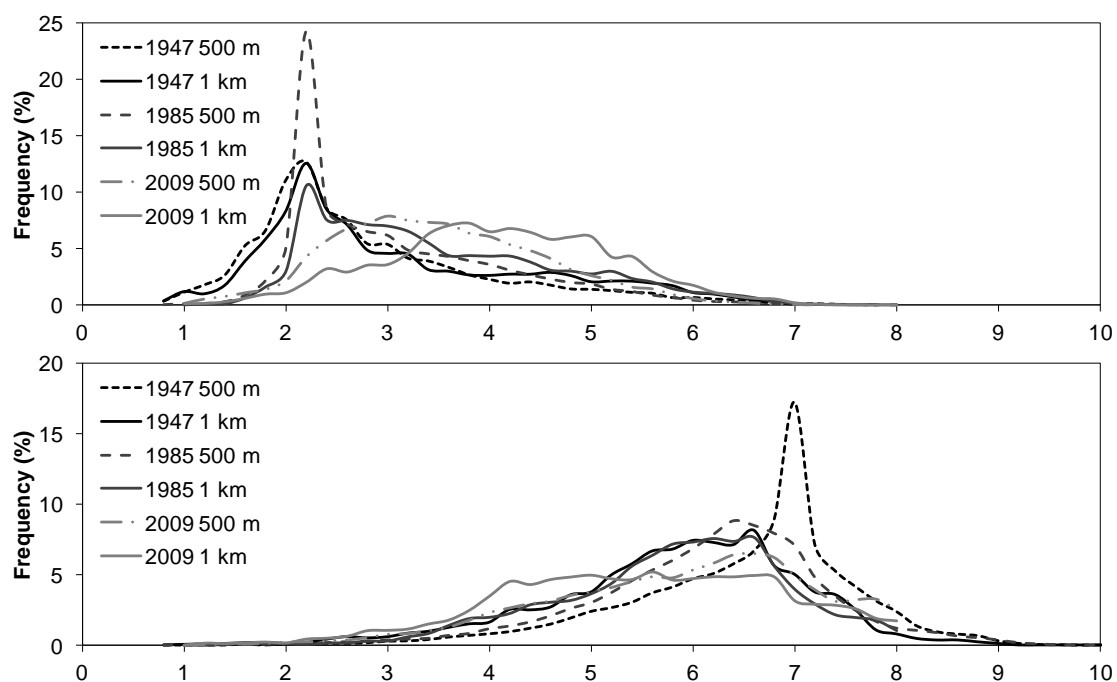 Frequency (%)
25
20
15
10
5
0
1947 500 m
1947 1 km
1985 500 m
1985 1 km
2009 500 m
2009 1 km
0 1 2 3 4 5 6 7 8 9 10
Frequency (%)
20
15
10
5
0
1947 500 m
1947 1 km
1985 500 m
1985 1 km
2009 500 m
2009 1 km
0 1 2 3 4 5 6 7 8 9 10